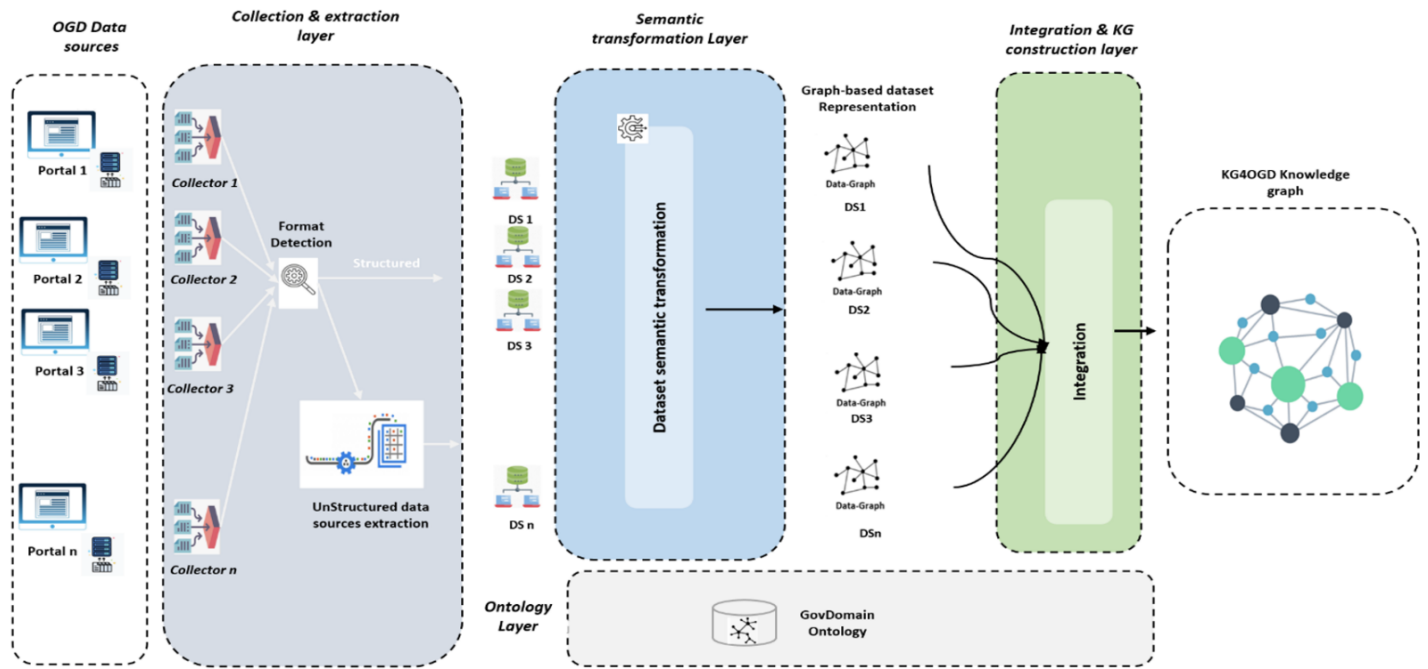 OGD Data
sources
Portal 1
Portal 2
Portal 3
Portal n
Collection & extraction
layer
Collector 1
Collector 2
Collector 3
Collector n
Format
Detection
Structured
UnStructured data
sources extraction
DS 1
DS 2
DS 3
DS n
Semantic
transformation Layer
Dataset semantic transformation
Graph-based dataset
Representation
Data-Graph
DS1
Data-Graph
DS2
Data-Graph
DS3
Data-Graph
DSn
Integration & KG
construction layer
Integration
KG4OGD Knowledge
graph
Ontology
Layer
GovDomain
Ontology